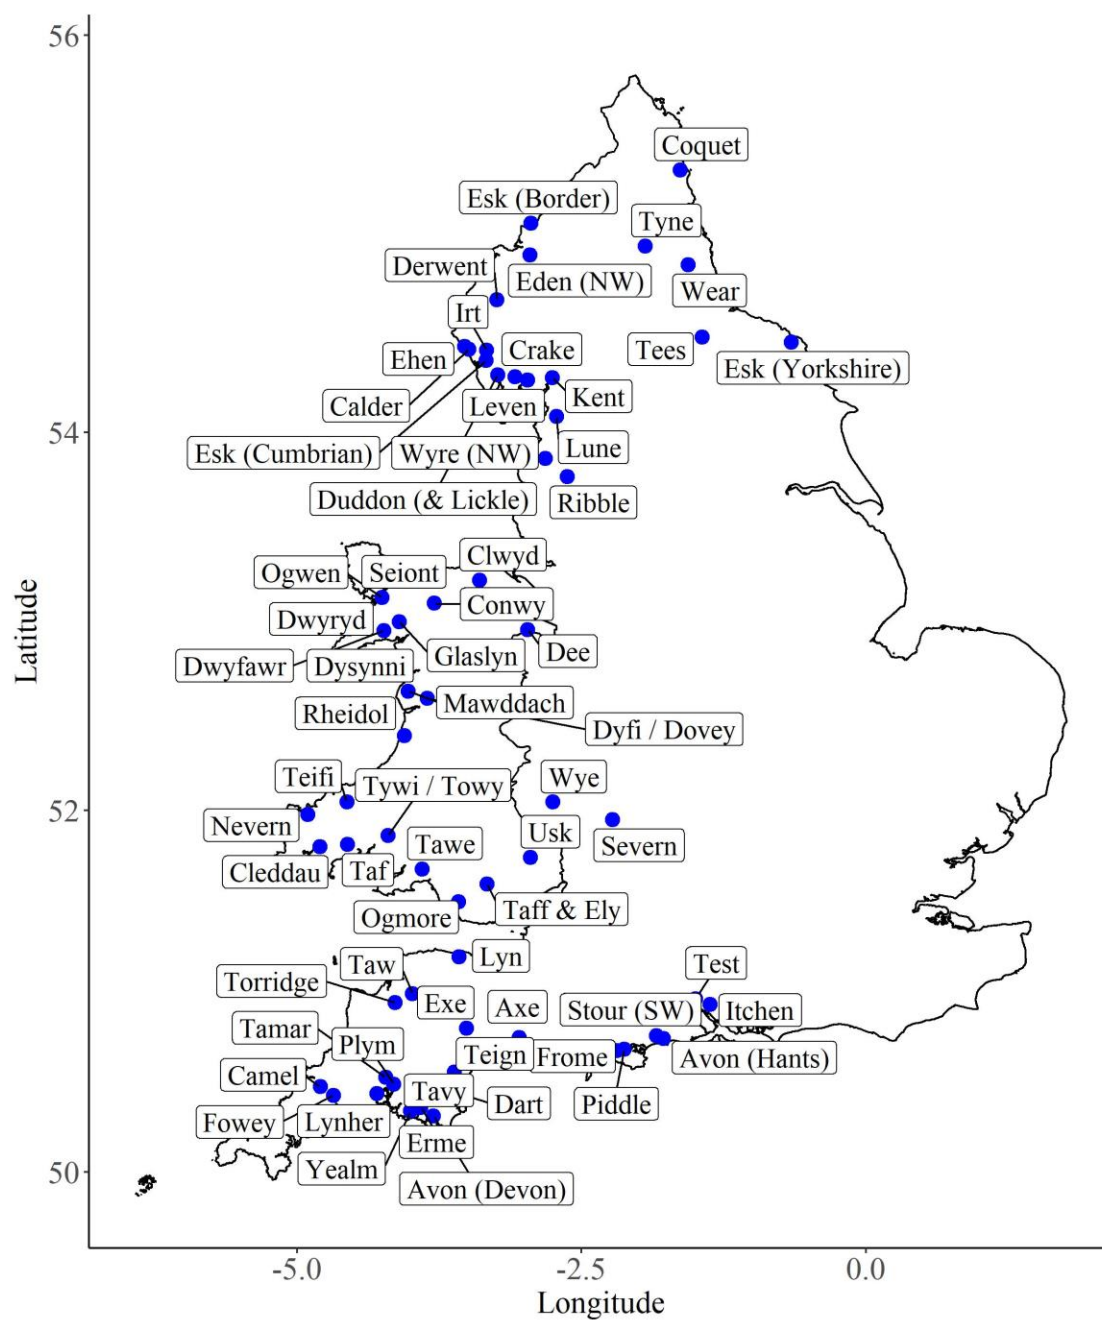 56
Coquet
Esk (Border)
Tyne
Derwent
Eden (NW)
Wear
Irt
Ehen
Crake
Tees
Esk (Yorkshire)
Calder
Leven
Kent
54
Esk (Cumbrian)
Wyre (NW)
Lune
Duddon (& Lickle)
Ribble
Clwyd
Ogwen
Seiont
Conwy
Dwyryd
Dwyfawr
Dysynni
Glaslyn
Dee
Latitude
Rheidol
Mawddach
Dyfi / Dovey
Teifi
Tywi / Towy
Wye
52
Nevern
Tawe
Usk
Severn
Cleddau
Taf
Ogmore
Taff & Ely
Taw
Lyn
Test
Torridge
Exe
Axe
Stour (SW)
Itchen
Tamar
Plym
Teign
Frome
Avon (Hants)
Camel
Tavy
Dart
Piddle
Fowey
Lynher
Erme
Yealm
50
Avon (Devon)
-5.0
-2.5
0.0
Longitude